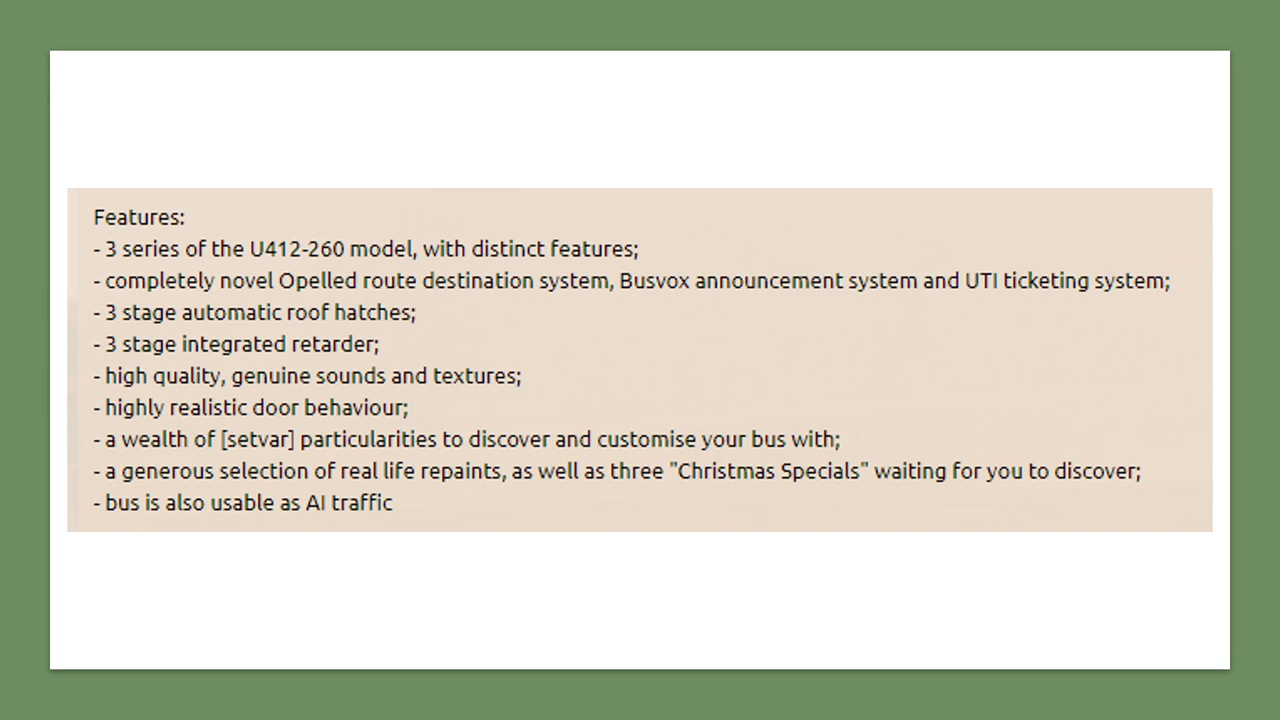 Features:
- 3 series of the U412-260 model, with distinct features;
- completely novel Opelled route destination system, Busvox announcement system and UTI ticketing system;
- 3 stage automatic roof hatches;
- 3 stage integrated retarder;
- high quality, genuine sounds and textures;
- highly realistic door behaviour;
- a wealth of [setvar] particularities to discover and customise your bus with;
- a generous selection of real life repaints, as well as three "Christmas Specials" waiting for you to discover;
- bus is also usable as AI traffic